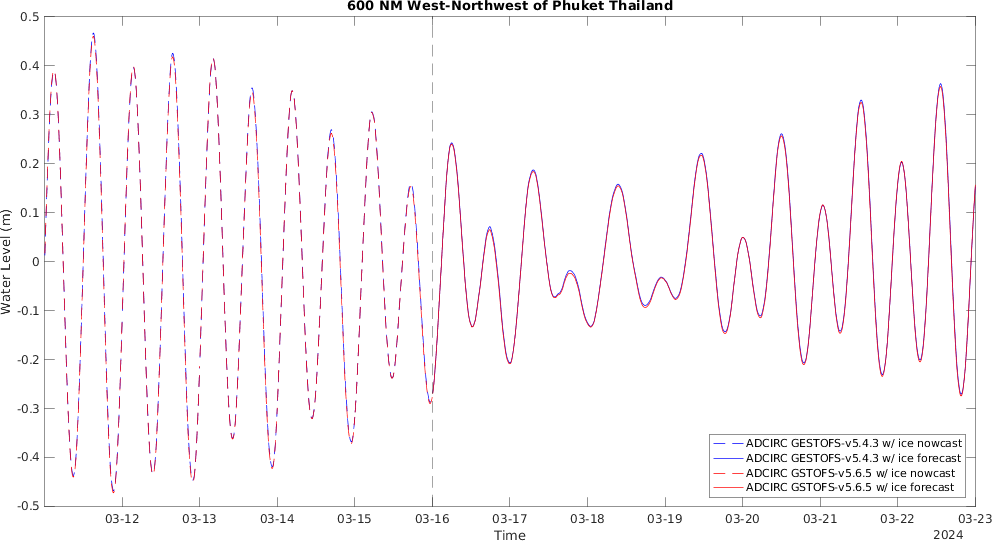 600 NM West-Northwest of Phuket Thailand
0.5
0.4
0.3
0.2
0.1
0
-0.1
-0.2
-0.3
-0.4
-0.5
Water Level (m)
ADCIRC GESTOFS-v5.4.3 w/ ice nowcast
ADCIRC GESTOFS-v5.4.3 w/ ice forecast
ADCIRC GSTOFS-v5.6.5 w/ ice nowcast
ADCIRC GSTOFS-v5.6.5 w/ ice forecast
03-12 03-13 03-14 03-15 03-16 03-17 03-18 03-19 03-20 03-21 03-22 03-23
Time
2024